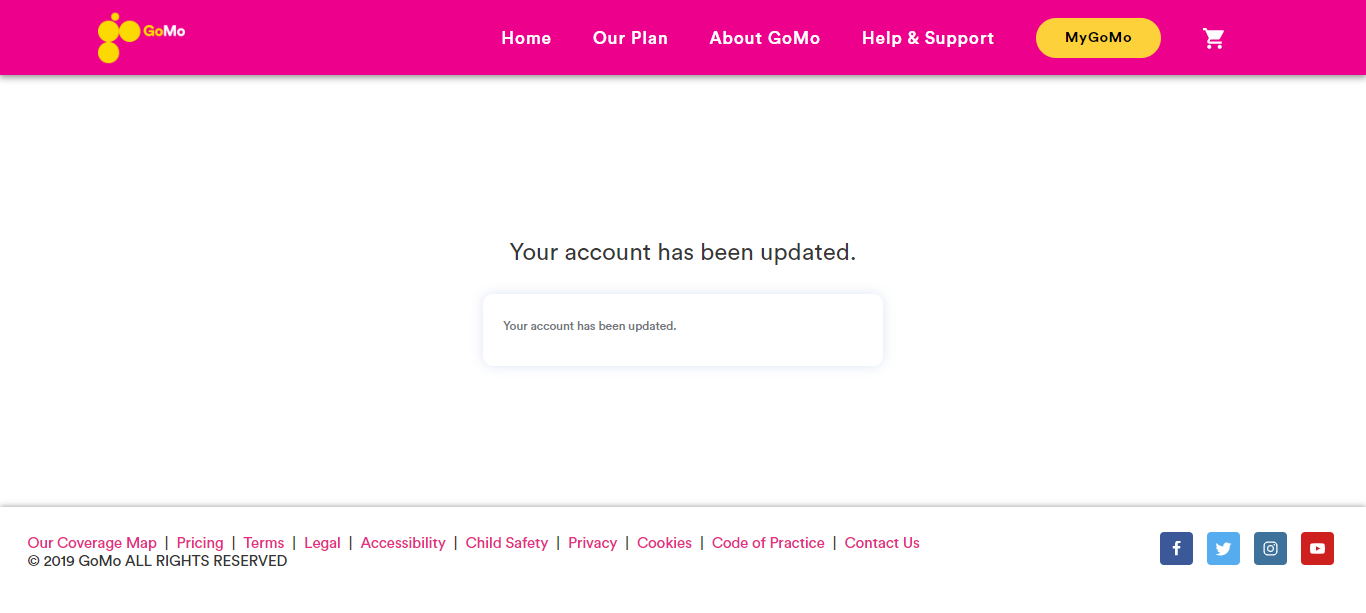 GoMo
Home
Our Plan
About GoMo
Help & Support
MyGoMo
Your account has been updated.
Your account has been updated.
Our Coverage Map | Pricing | Terms | Legal | Accessibility | Child Safety | Privacy | Cookies | Code of Practice | Contact Us
© 2019 GoMo ALL RIGHTS RESERVED